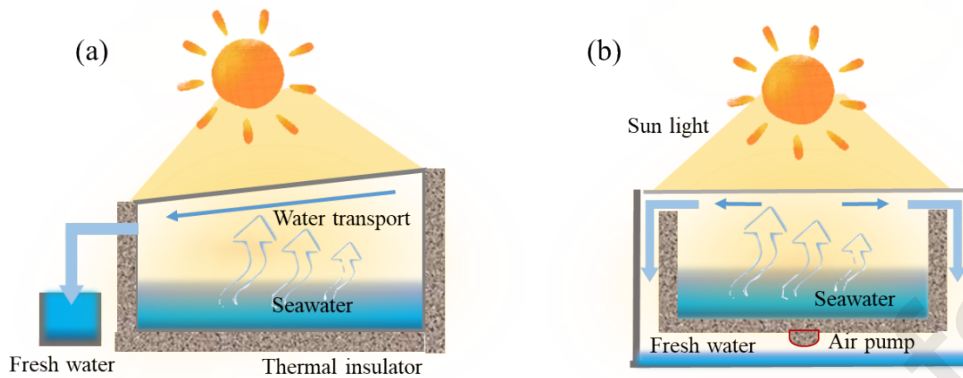 (a)
Water transport
Seawater
Fresh water
Thermal insulator
(b)
Sun light
Seawater
Fresh water
Air pump